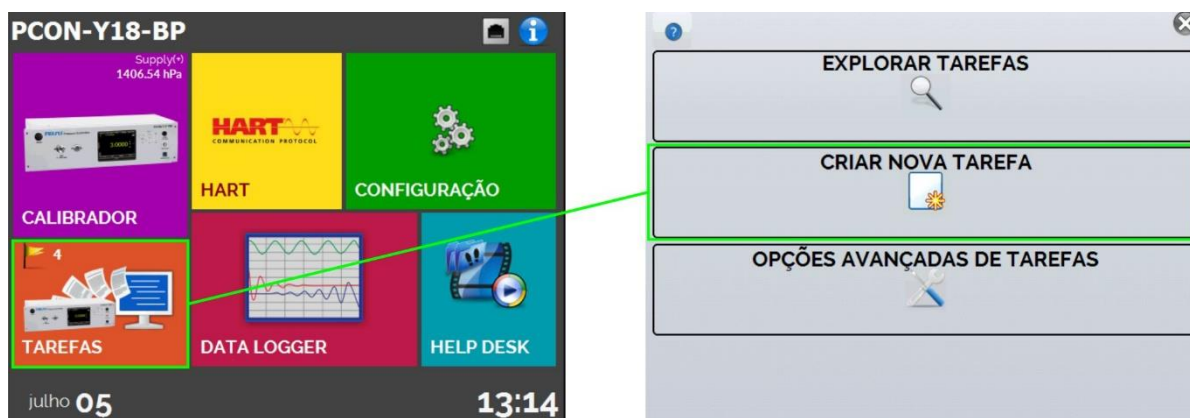 PCON-Y18-BP
Supply(+)
1406.54 hPa
CALIBRADOR
HART
COMMUNICATION PROTOCOL
HART
CONFIGURAÇÃO
4
TAREFAS
DATA LOGGER
HELP DESK
julho 05
13:14
EXPLORAR TAREFAS
CRIAR NOVA TAREFA
OPÇÕES AVANÇADAS DE TAREFAS